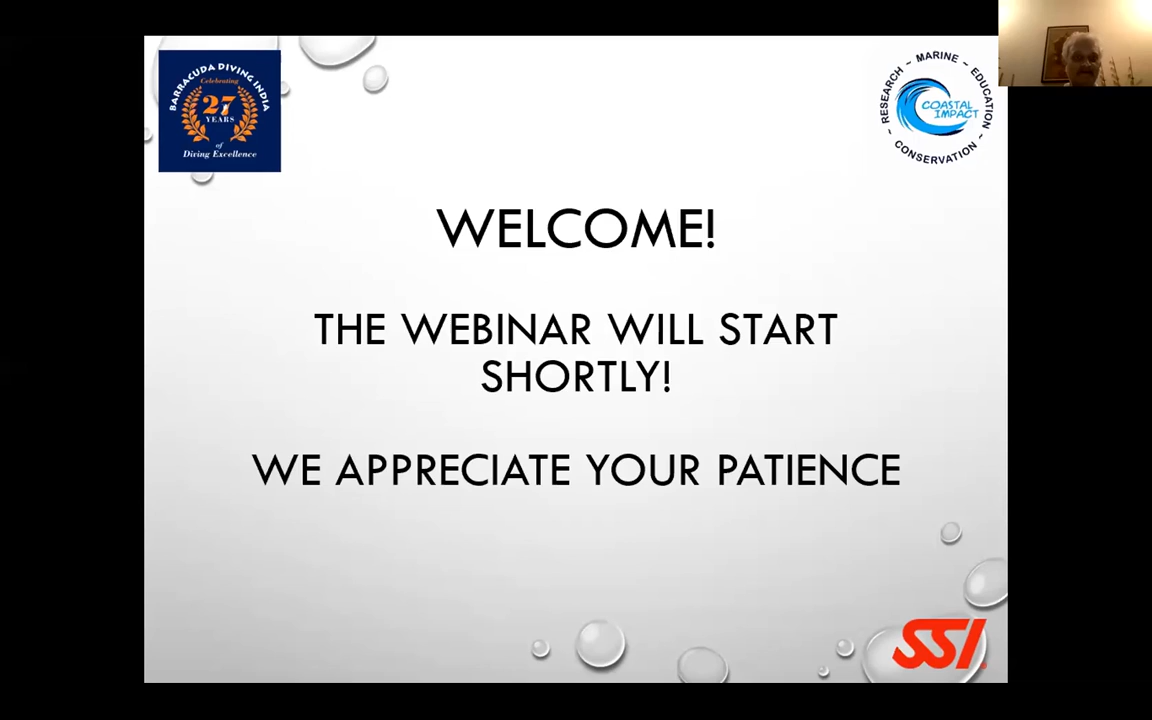 BARRACUDA DIVING INDIA
Celebrating
27
YEARS
of
Diving Excellence
RESEARCH ~ MARINE ~ EDUCATION ~ CONSERVATION ~
COASTAL
IMPACT
WELCOME!
THE WEBINAR WILL START
SHORTLY!
WE APPRECIATE YOUR PATIENCE
SSI